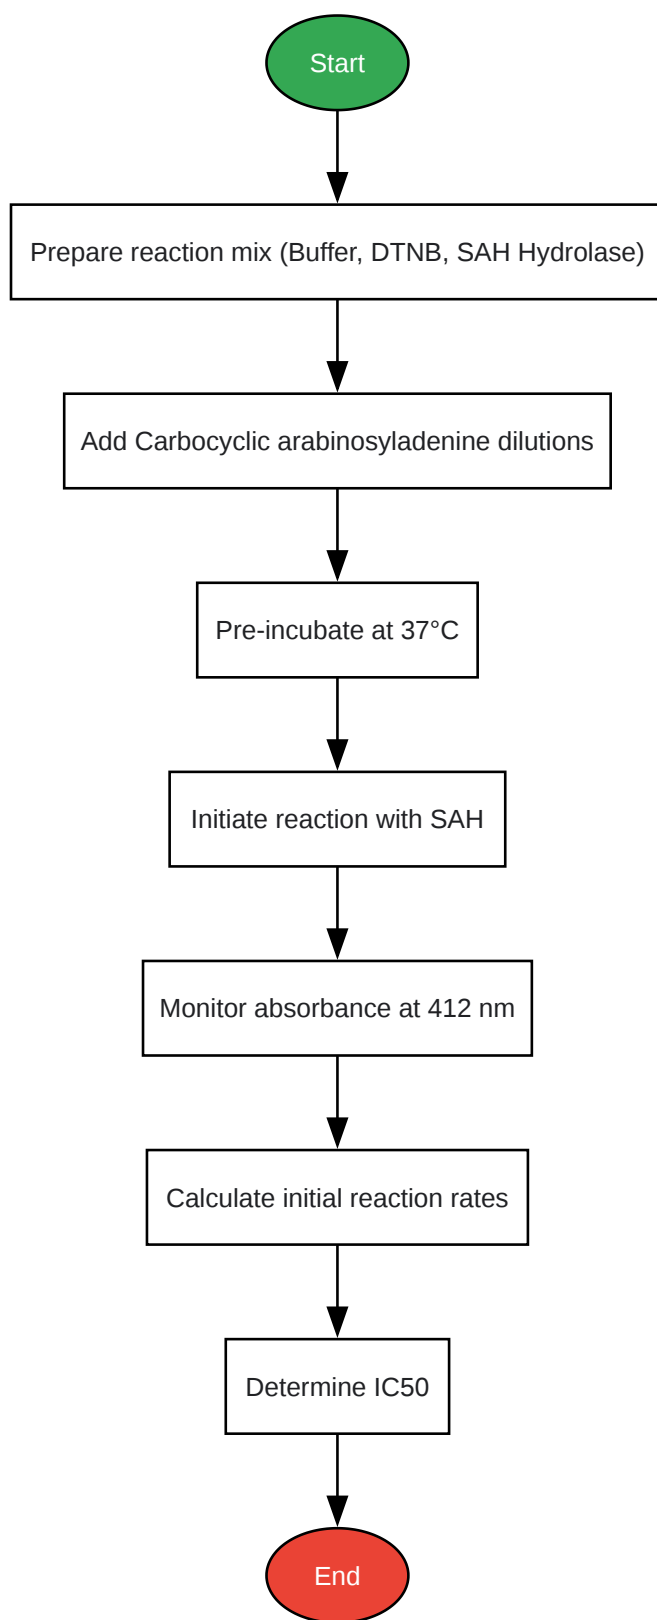 Start
Prepare reaction mix (Buffer, DTNB, SAH Hydrolase)
Add Carbocyclic arabinosyladenine dilutions
Pre-incubate at 37°C
Initiate reaction with SAH
Monitor absorbance at 412 nm
Calculate initial reaction rates
Determine IC50
End